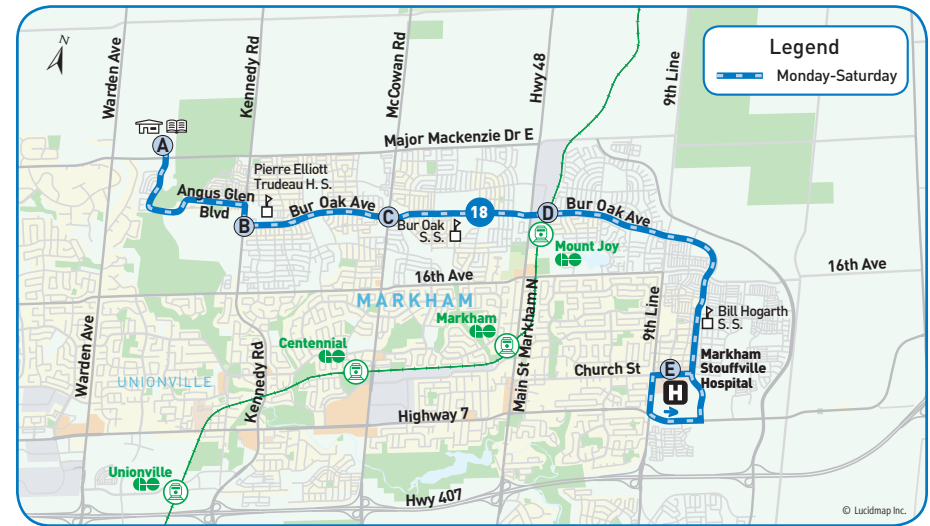 N
Warden Ave
Kennedy Rd
McCowan Rd
Hwy 48
9th Line
Legend
Monday-Saturday
A
Major Mackenzie Dr E
Pierre Elliott
Trudeau H. S.
Angus Glen
Blvd
B
Bur Oak Ave
C
Bur Oak
S. S.
18
D
Bur Oak Ave
Mount Joy
16th Ave
16th Ave
MARKHAM
Markham
Main St Markham N
9th Line
Bill Hogarth
S. S.
Warden Ave
Centennial
Kennedy Rd
UNIONVILLE
Church St
E
H
Markham
Stouffville
Hospital
Highway 7
Unionville
Hwy 407
© Lucidmap Inc.